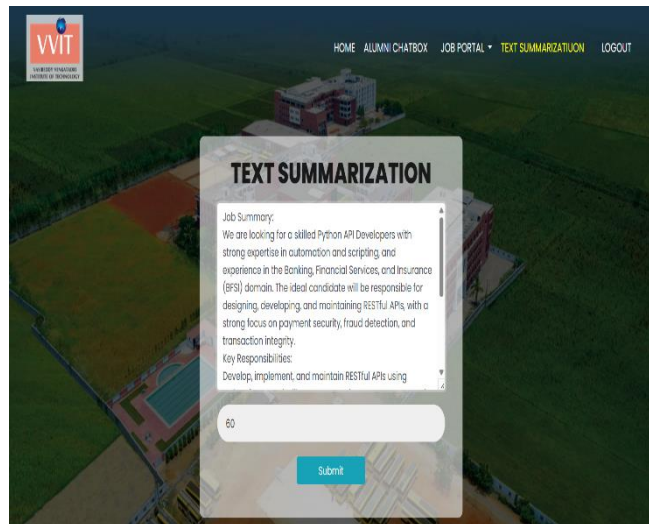 VVIT
VASIREDDY VENKATADRI
INSTITUTE OF TECHNOLOGY
HOME ALUMNI CHATBOX JOB PORTAL TEXT SUMMARIZATIUON LOGOUT
TEXT SUMMARIZATION
Job Summary:
We are looking for a skilled Python API Developers with
strong expertise in automation and scripting, and
experience in the Banking, Financial Services, and Insurance
(BFSI) domain. The ideal candidate will be responsible for
designing, developing, and maintaining RESTful APIs, with a
strong focus on payment security, fraud detection, and
transaction integrity.
Key Responsibilities:
Develop, implement, and maintain RESTful APIs using
60
Submit